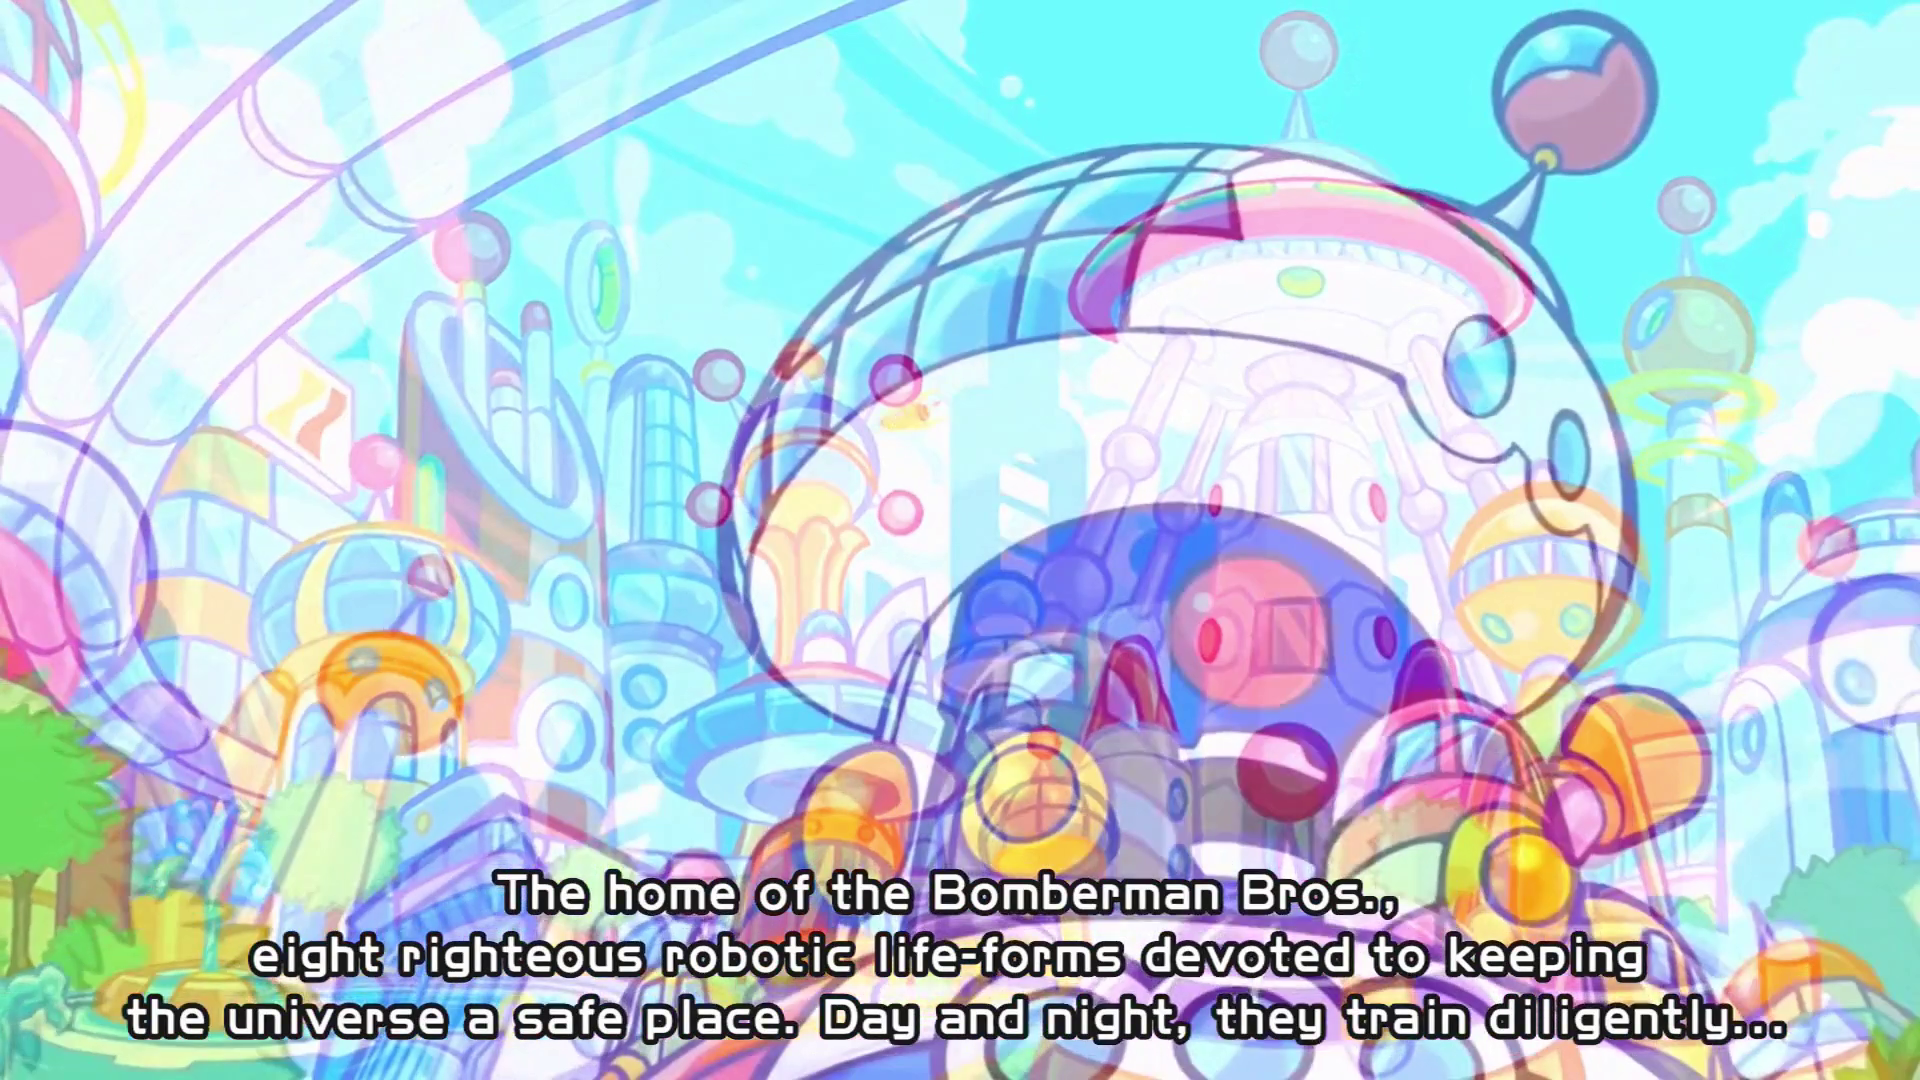 The home of the Bomberman Bros.,
eight righteous robotic life-forms devoted to keeping
the universe a safe place. Day and night, they train diligently...